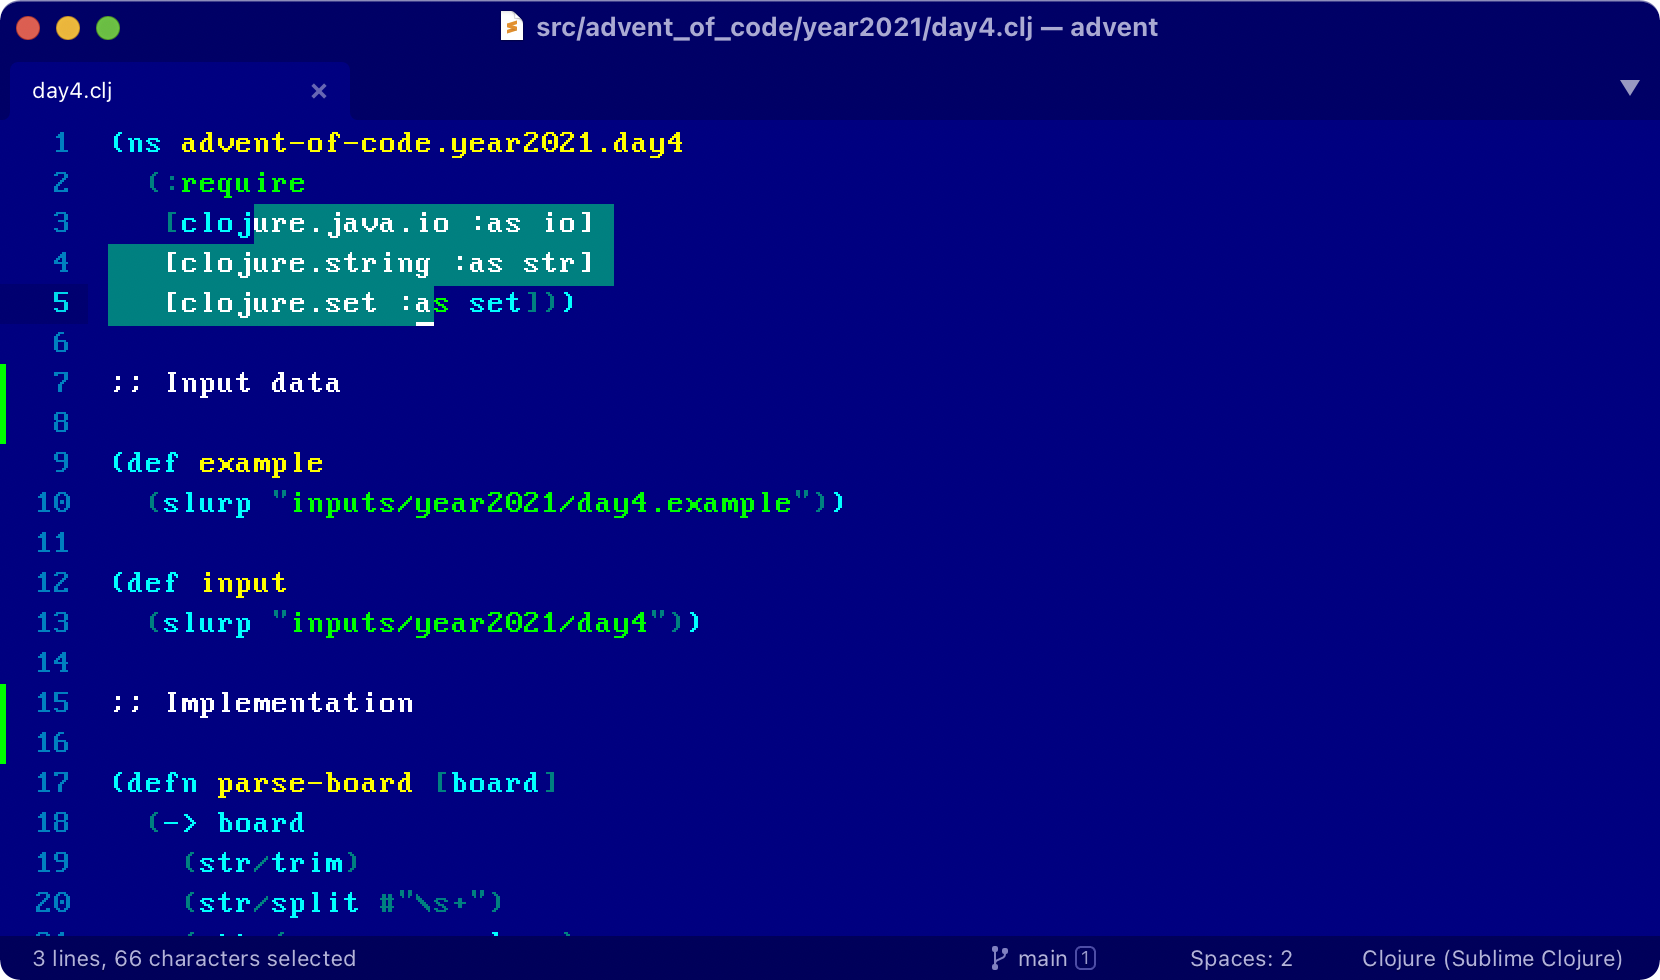 src/advent_of_code/year2021/day4.clj — advent
day4.clj ×
1 (ns advent-of-code.year2021.day4
2   (:require
3    [clojure.java.io :as io]
4    [clojure.string :as str]
5    [clojure.set :as set]))
6
7 ;; Input data
8
9 (def example
10   (slurp "inputs/year2021/day4.example"))
11
12 (def input
13   (slurp "inputs/year2021/day4"))
14
15 ;; Implementation
16
17 (defn parse-board [board]
18   (-> board
19     (str/trim)
20     (str/split #"\s+")
3 lines, 66 characters selected main 1 Spaces: 2 Clojure (Sublime Clojure)